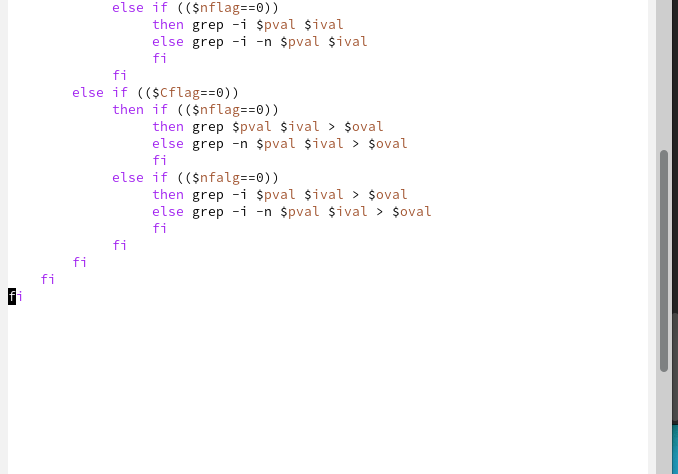 else if (($nflag==0))
then grep -i $pval $ival
else grep -i -n $pval $ival
fi
fi
else if (($Cflag==0))
then if (($nflag==0))
then grep $pval $ival > $oval
else grep -n $pval $ival > $oval
fi
else if (($nfalg==0))
then grep -i $pval $ival > $oval
else grep -i -n $pval $ival > $oval
fi
fi
fi
fi
fi